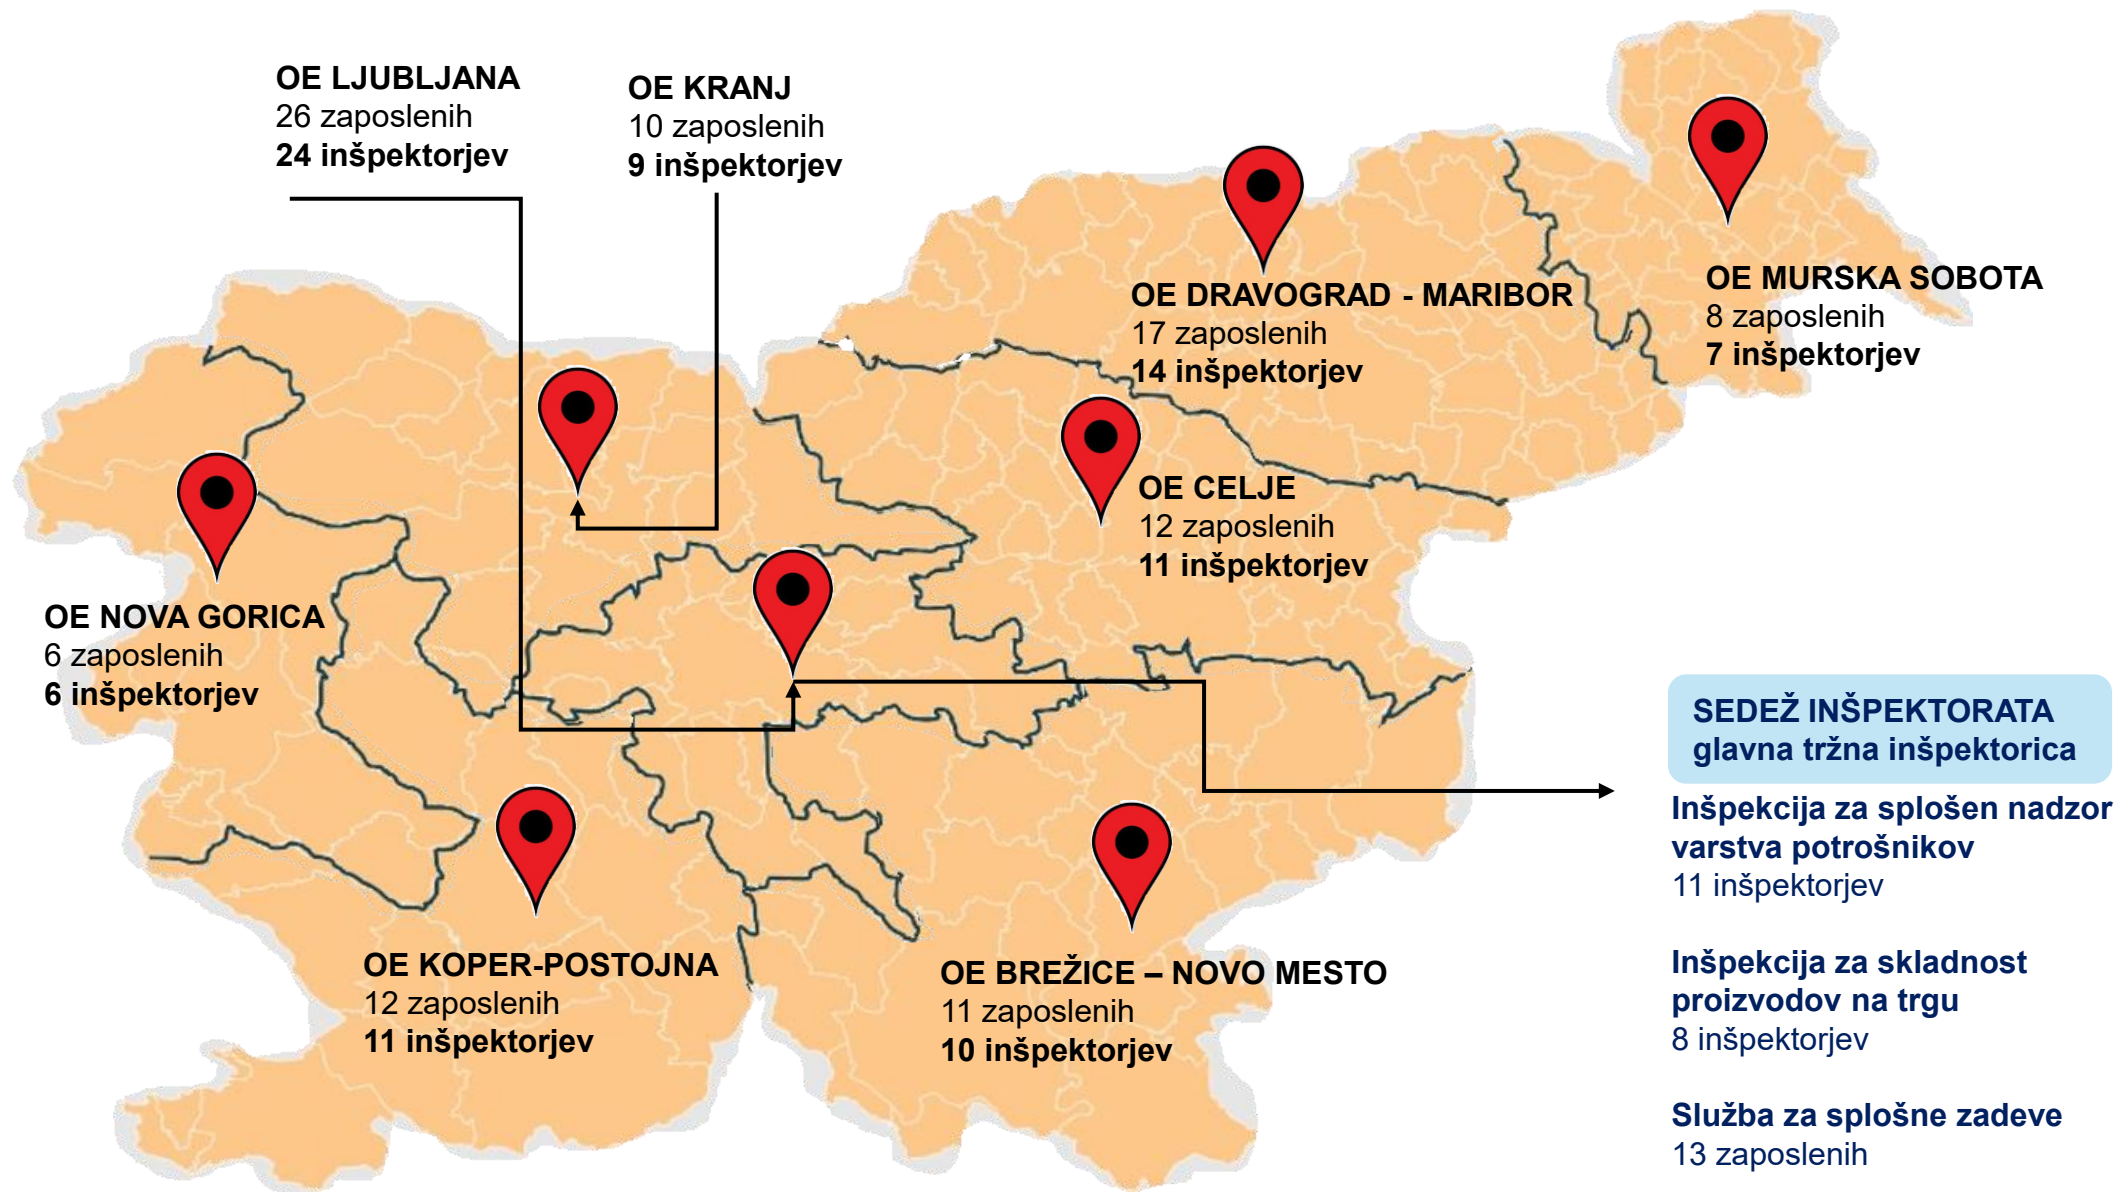 OE LJUBLJANA
26 zaposlenih
24 inšpektorjev
OE KRANJ
10 zaposlenih
9 inšpektorjev
OE DRAVOGRAD - MARIBOR
17 zaposlenih
14 inšpektorjev
OE MURSKA SOBOTA
8 zaposlenih
7 inšpektorjev
OE CELJE
12 zaposlenih
11 inšpektorjev
OE NOVA GORICA
6 zaposlenih
6 inšpektorjev
OE KOPER-POSTOJNA
12 zaposlenih
11 inšpektorjev
OE BREŽICE – NOVO MESTO
11 zaposlenih
10 inšpektorjev
SEDEŽ INŠPEKTORATA
glavna tržna inšpektorica
Inšpekcija za splošen nadzor
varstva potrošnikov
11 inšpektorjev
Inšpekcija za skladnost
proizvodov na trgu
8 inšpektorjev
Služba za splošne zadeve
13 zaposlenih